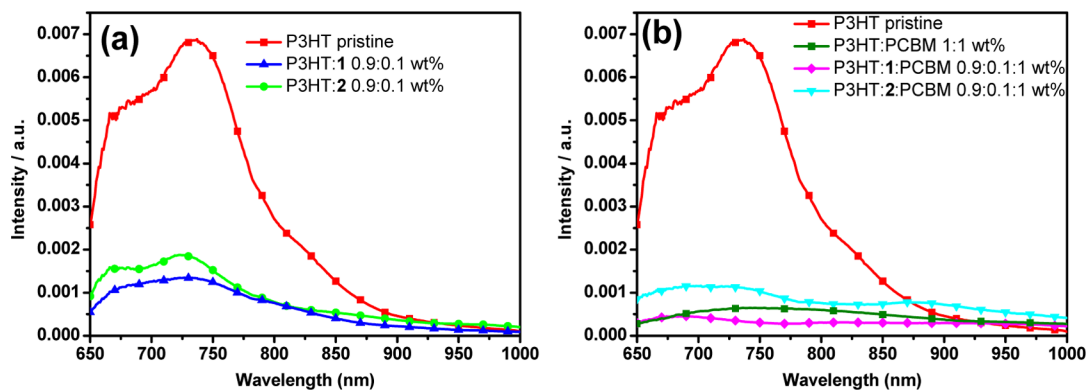 (a)
P3HT pristine
P3HT:1 0.9:0.1 wt%
P3HT:2 0.9:0.1 wt%
Intensity / a.u.
0.007
0.006
0.005
0.004
0.003
0.002
0.001
0.000
650 700 750 800 850 900 950 1000
Wavelength (nm)
(b)
P3HT pristine
P3HT:PCBM 1:1 wt%
P3HT:1:PCBM 0.9:0.1:1 wt%
P3HT:2:PCBM 0.9:0.1:1 wt%
Intensity / a.u.
0.007
0.006
0.005
0.004
0.003
0.002
0.001
0.000
650 700 750 800 850 900 950 1000
Wavelength (nm)